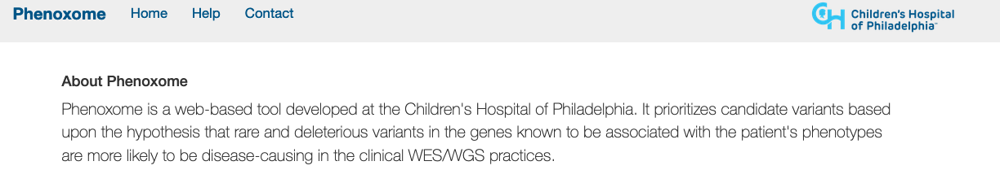 Phenoxome Home Help Contact
Children's Hospital
of Philadelphia™
About Phenoxome
Phenoxome is a web-based tool developed at the Children's Hospital of Philadelphia. It prioritizes candidate variants based
upon the hypothesis that rare and deleterious variants in the genes known to be associated with the patient's phenotypes
are more likely to be disease-causing in the clinical WES/WGS practices.